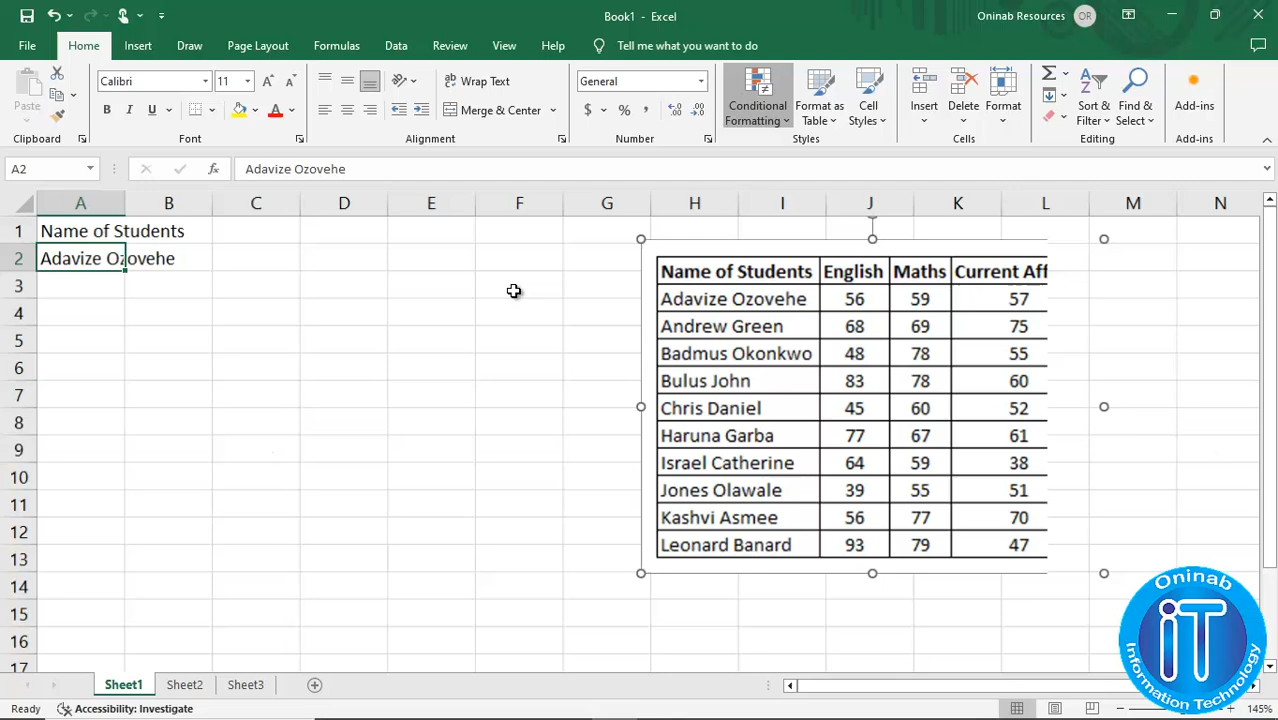 Book1 - Excel
Oninab Resources
OR
File Home Insert Draw Page Layout Formulas Data Review View Help Tell me what you want to do
Paste
Clipboard
Calibri 11
B I U
Font
Wrap Text
Merge & Center
Alignment
General
$ % ,
Number
Conditional Formatting
Format as Table
Cell Styles
Styles
Insert
Delete
Format
Cells
Sort & Filter
Find & Select
Editing
Add-ins
Add-ins
A2
fx
Adavize Ozovehe
A B C D E F G H I J K L M N
1 Name of Students
2 Adavize Ozovehe
3
4
5
6
7
8
9
10
11
12
13
14
15
16
17
Name of Students English Maths Current Aff
Adavize Ozovehe 56 59 57
Andrew Green 68 69 75
Badmus Okonkwo 48 78 55
Bulus John 83 78 60
Chris Daniel 45 60 52
Haruna Garba 77 67 61
Israel Catherine 64 59 38
Jones Olawale 39 55 51
Kashvi Asmee 56 77 70
Leonard Banard 93 79 47
Oninab
iT
Information Technology
Sheet1 Sheet2 Sheet3
Ready
Accessibility: Investigate
145%